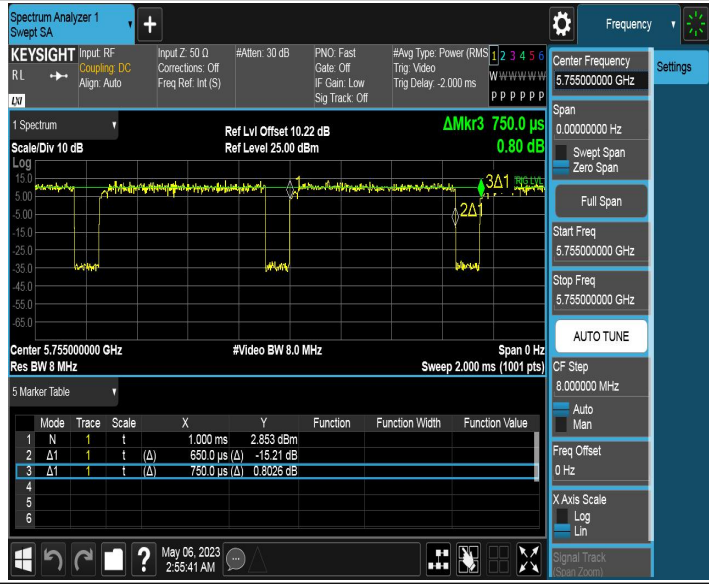 Spectrum Analyzer 1
Swept SA
Frequency
KEYSIGHT
RL
LXI
Input: RF
Coupling: DC
Align: Auto
Input Z: 50 Ω
Corrections: Off
Freq Ref: Int (S)
#Atten: 30 dB
PNO: Fast
Gate: Off
IF Gain: Low
Sig Track: Off
#Avg Type: Power (RMS
Trig: Video
Trig Delay: -2.000 ms
1 2 3 4 5 6
W W W W W W
P P P P P P
Center Frequency
5.755000000 GHz
Settings
Span
0.00000000 Hz
Swept Span
Zero Span
Full Span
Start Freq
5.755000000 GHz
Stop Freq
5.755000000 GHz
AUTO TUNE
CF Step
8.000000 MHz
Auto
Man
Freq Offset
0 Hz
X Axis Scale
Log
Lin
Signal Track
(Span Zoom)
1 Spectrum
Scale/Div 10 dB
Ref Lvl Offset 10.22 dB
Ref Level 25.00 dBm
ΔMkr3 750.0 µs
0.80 dB
Log
15.0
5.00
-5.00
-15.0
-25.0
-35.0
-45.0
-55.0
-65.0
1
2Δ1
3Δ1
TRIG LVL
Center 5.755000000 GHz
Res BW 8 MHz
#Video BW 8.0 MHz
Span 0 Hz
Sweep 2.000 ms (1001 pts)
5 Marker Table
Mode Trace Scale X Y Function Function Width Function Value
1 N 1 t 1.000 ms 2.853 dBm
2 Δ1 1 t (Δ) 650.0 µs (Δ) -15.21 dB
3 Δ1 1 t (Δ) 750.0 µs (Δ) 0.8026 dB
4
5
6
May 06, 2023
2:55:41 AM